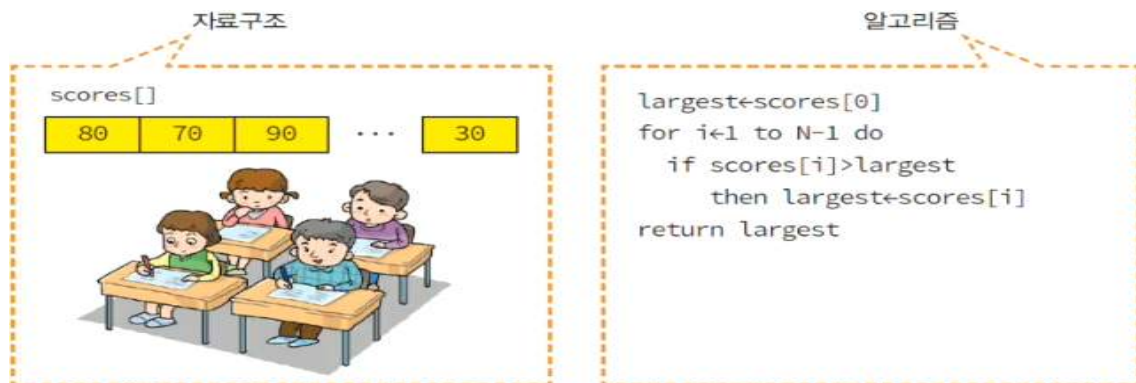 자료구조
알고리즘
scores[]
80 70 90 ··· 30
largest←scores[0]
for i←1 to N-1 do
if scores[i]>largest
then largest←scores[i]
return largest